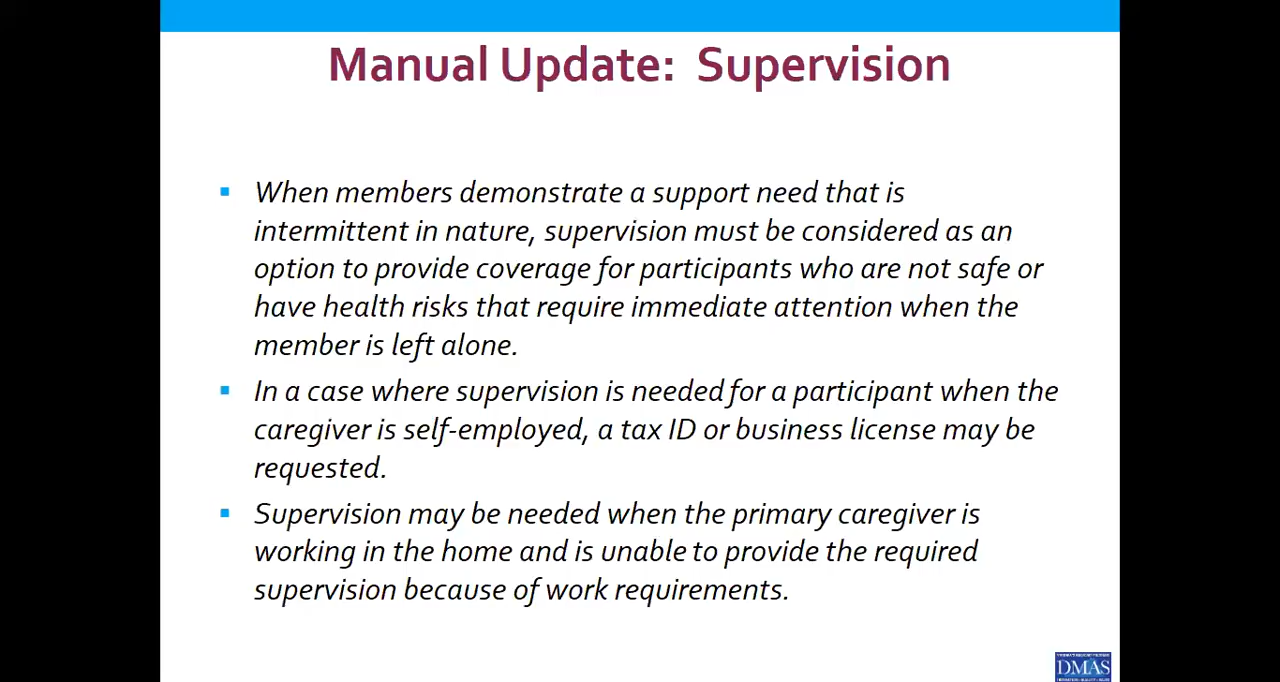 Manual Update: Supervision
When members demonstrate a support need that is
intermittent in nature, supervision must be considered as an
option to provide coverage for participants who are not safe or
have health risks that require immediate attention when the
member is left alone.
In a case where supervision is needed for a participant when the
caregiver is self-employed, a tax ID or business license may be
requested.
Supervision may be needed when the primary caregiver is
working in the home and is unable to provide the required
supervision because of work requirements.
DMAS